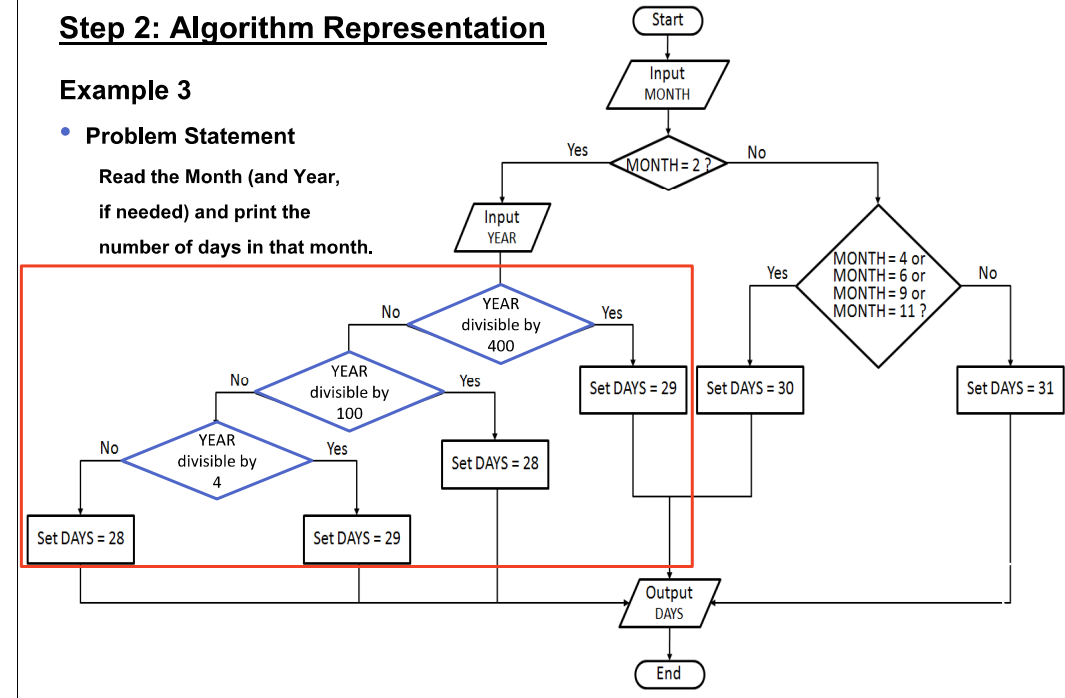 Step 2: Algorithm Representation
Example 3
• Problem Statement
Read the Month (and Year,
if needed) and print the
number of days in that month.
Start
Input
MONTH
Yes
MONTH = 2 ?
No
Input
YEAR
MONTH = 4 or
MONTH = 6 or
MONTH = 9 or
MONTH = 11 ?
Yes
No
No
YEAR
divisible by
400
Yes
No
YEAR
divisible by
100
Yes
Set DAYS = 29
Set DAYS = 30
Set DAYS = 31
No
YEAR
divisible by
4
Yes
Set DAYS = 28
Set DAYS = 28
Set DAYS = 29
Output
DAYS
End